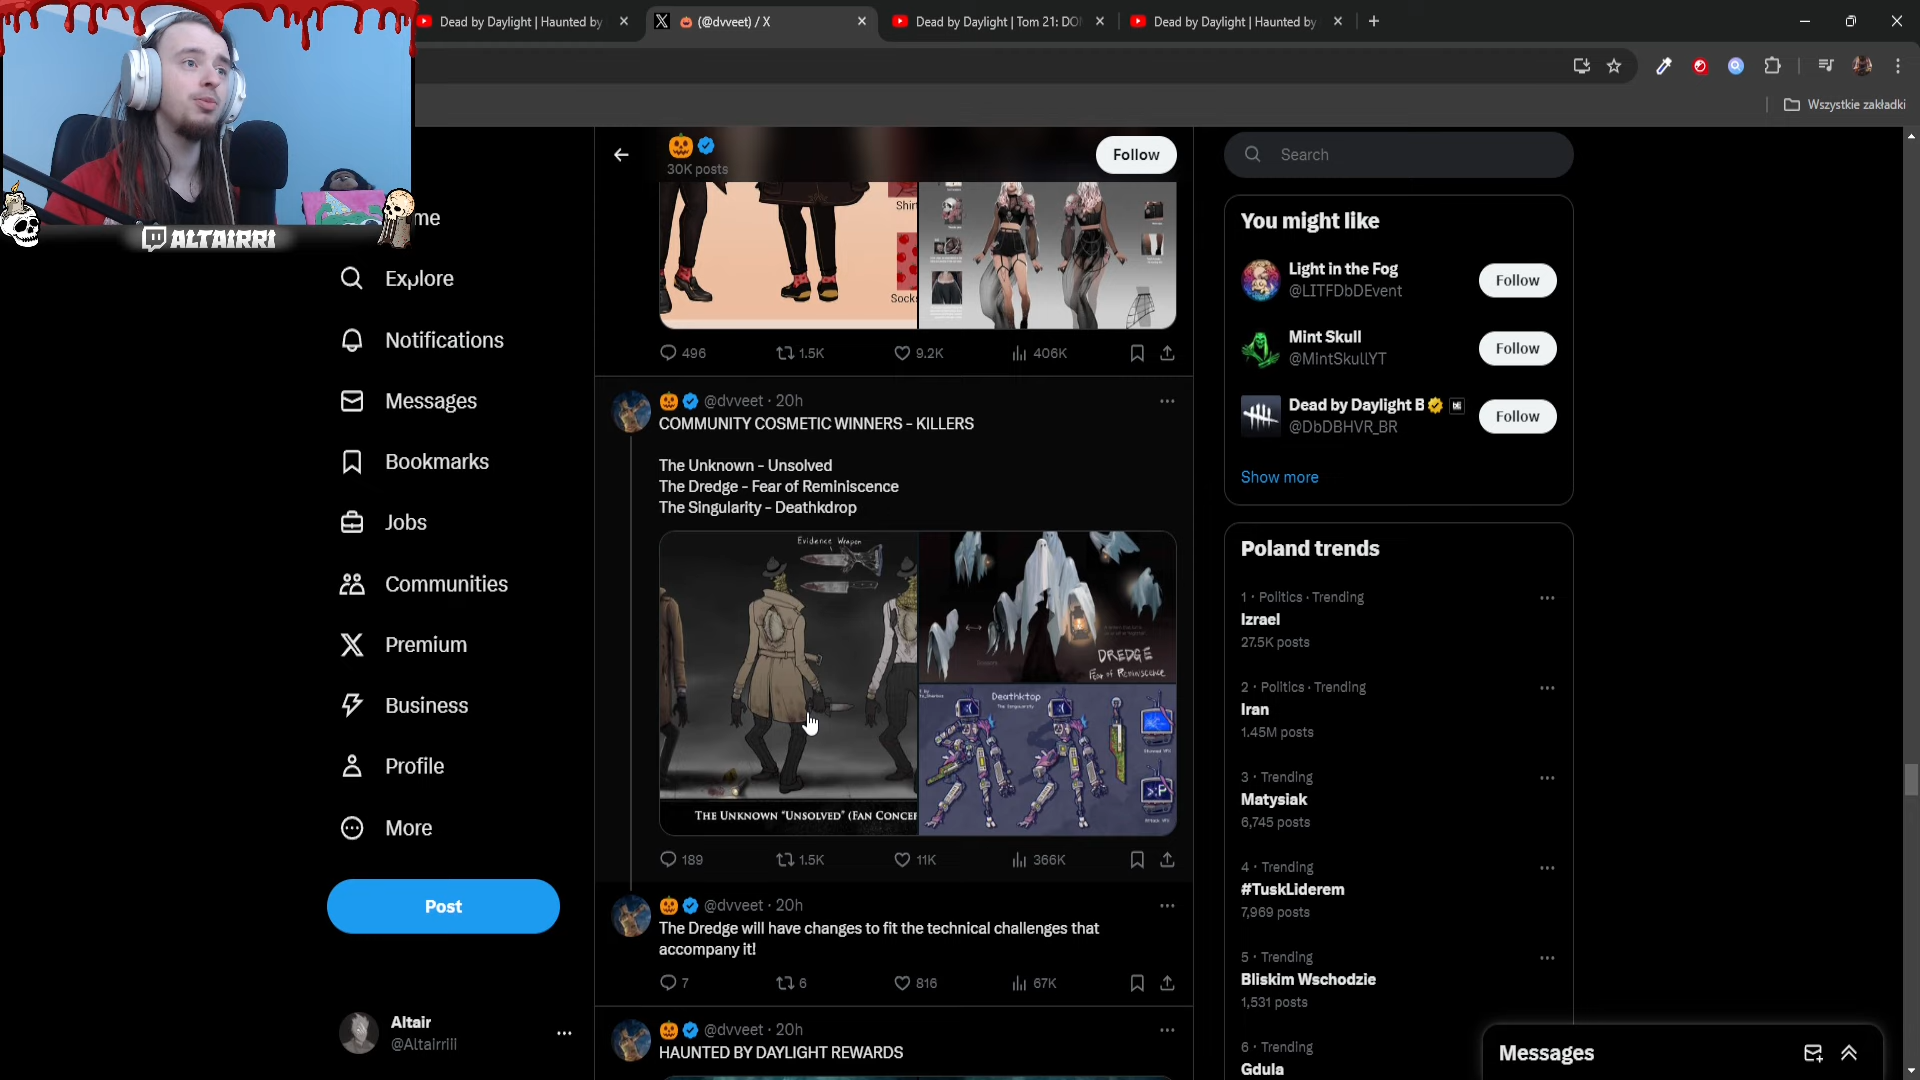 Dead by Daylight | Haunted by
(@dvveet) / X
Dead by Daylight | Tom 21: DO
Dead by Daylight | Haunted by
Wszystkie zakładki
ALTAIRRI
30K posts
Follow
Search
me
Explore
Notifications
Messages
Bookmarks
Jobs
Communities
Premium
Business
Profile
More
Post
Altair
@Altairriii
Shir
Socks
496
1.5K
9.2K
406K
@dvveet · 20h
COMMUNITY COSMETIC WINNERS - KILLERS
The Unknown - Unsolved
The Dredge - Fear of Reminiscence
The Singularity - Deathkdrop
Evidence Weapon
THE UNKNOWN "UNSOLVED" (FAN CONCEP
DREDGE
Fear of Reminiscence
Deathktop
The Singularity
>:P
189
1.5K
11K
366K
@dvveet · 20h
The Dredge will have changes to fit the technical challenges that
accompany it!
7
6
816
67K
@dvveet · 20h
HAUNTED BY DAYLIGHT REWARDS
You might like
Light in the Fog
@LITFDbDEvent
Follow
Mint Skull
@MintSkullYT
Follow
Dead by Daylight B
@DbDBHVR_BR
Follow
Show more
Poland trends
1 · Politics · Trending
Izrael
27.5K posts
2 · Politics · Trending
Iran
1.45M posts
3 · Trending
Matysiak
6,745 posts
4 · Trending
#TuskLiderem
7,969 posts
5 · Trending
Bliskim Wschodzie
1,531 posts
6 · Trending
Gdula
Messages